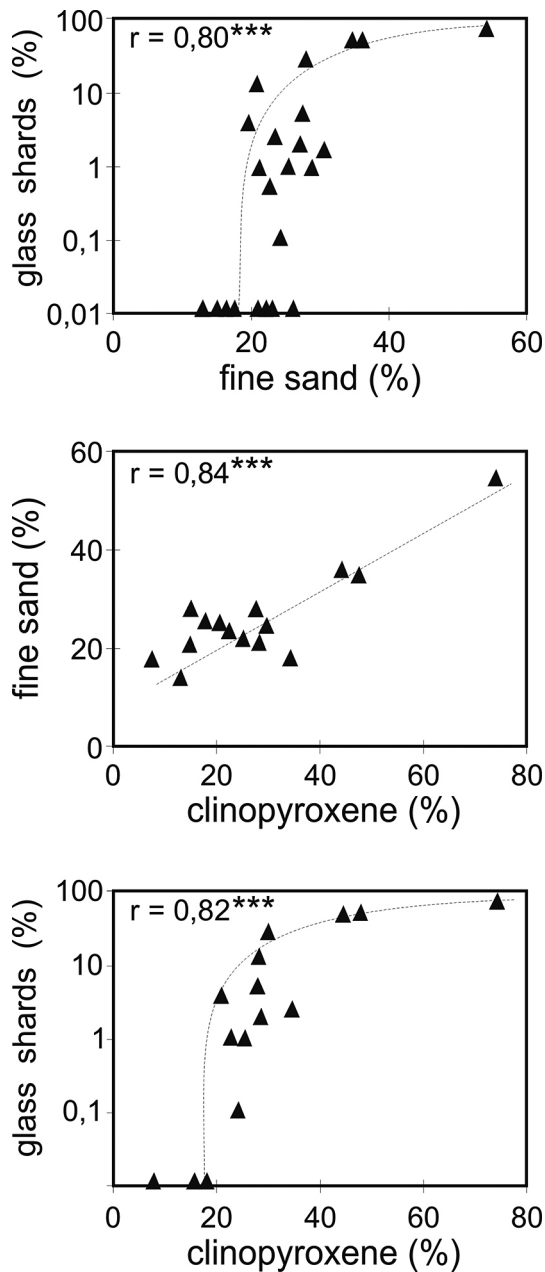 100
r = 0,80***
10
1
0,1
0,01
glass shards (%)
0 20 40 60
fine sand (%)
60
r = 0,84***
40
20
0
fine sand (%)
0 20 40 60 80
clinopyroxene (%)
100
r = 0,82***
10
1
0,1
glass shards (%)
0 20 40 60 80
clinopyroxene (%)